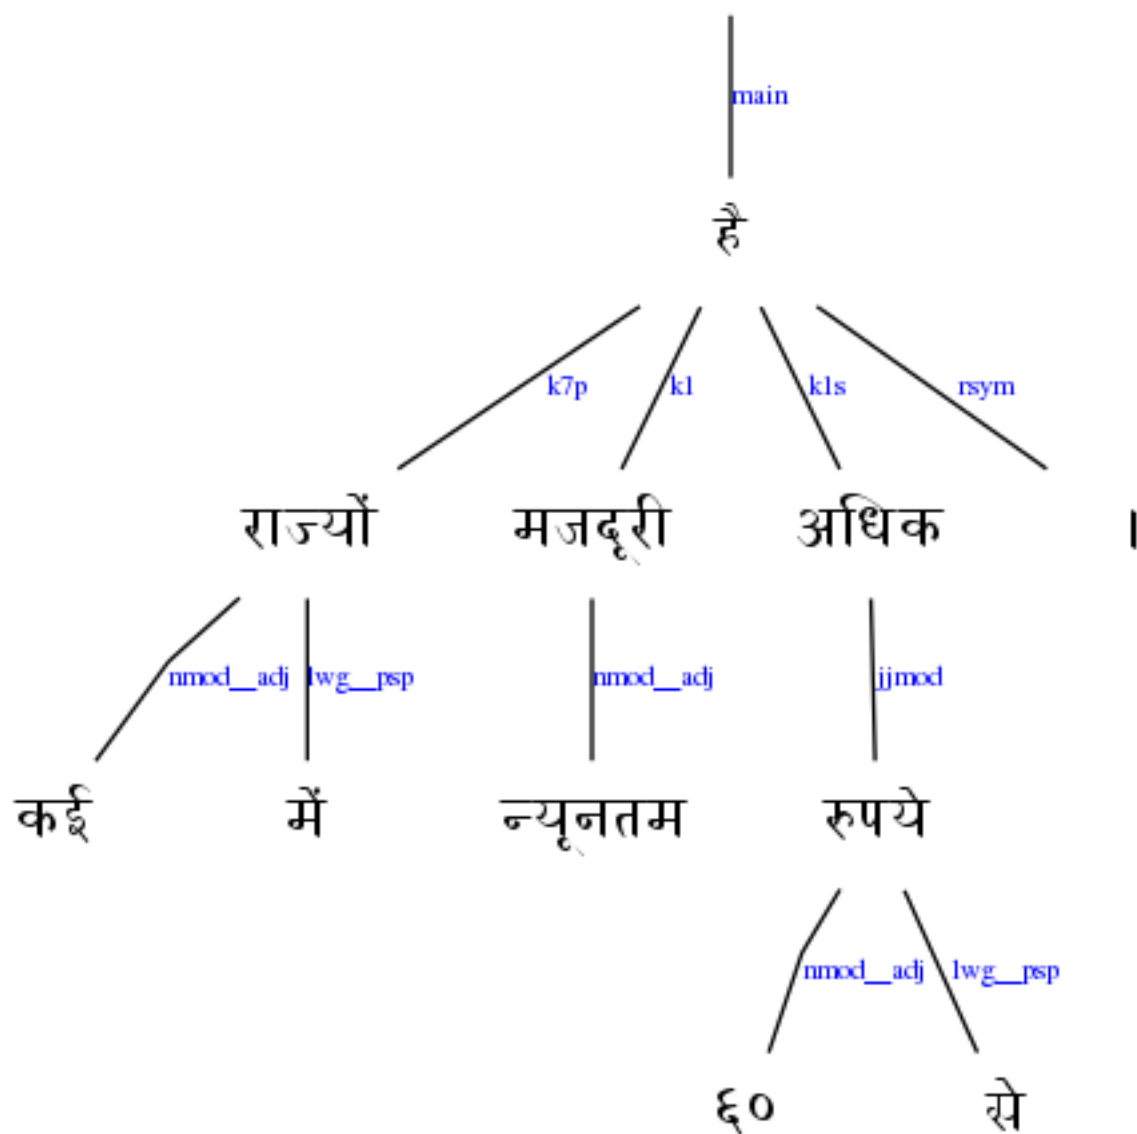 main
है
k7p k1 k1s rsym
राज्यों मजदूरी अधिक ।
nmod__adj lwg__psp nmod__adj jjmod
कई में न्यूनतम रुपये
nmod__adj lwg__psp
६० से